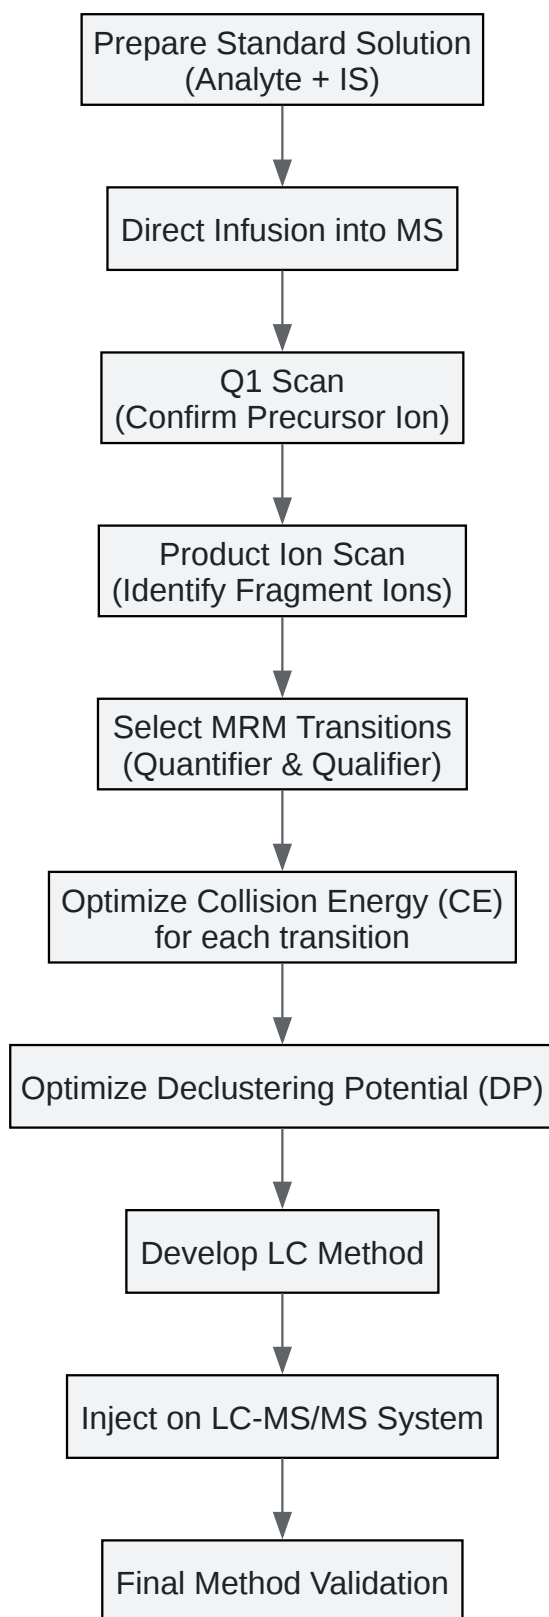 Prepare Standard Solution
(Analyte + IS)
Direct Infusion into MS
Q1 Scan
(Confirm Precursor Ion)
Product Ion Scan
(Identify Fragment Ions)
Select MRM Transitions
(Quantifier & Qualifier)
Optimize Collision Energy (CE)
for each transition
Optimize Declustering Potential (DP)
Develop LC Method
Inject on LC-MS/MS System
Final Method Validation